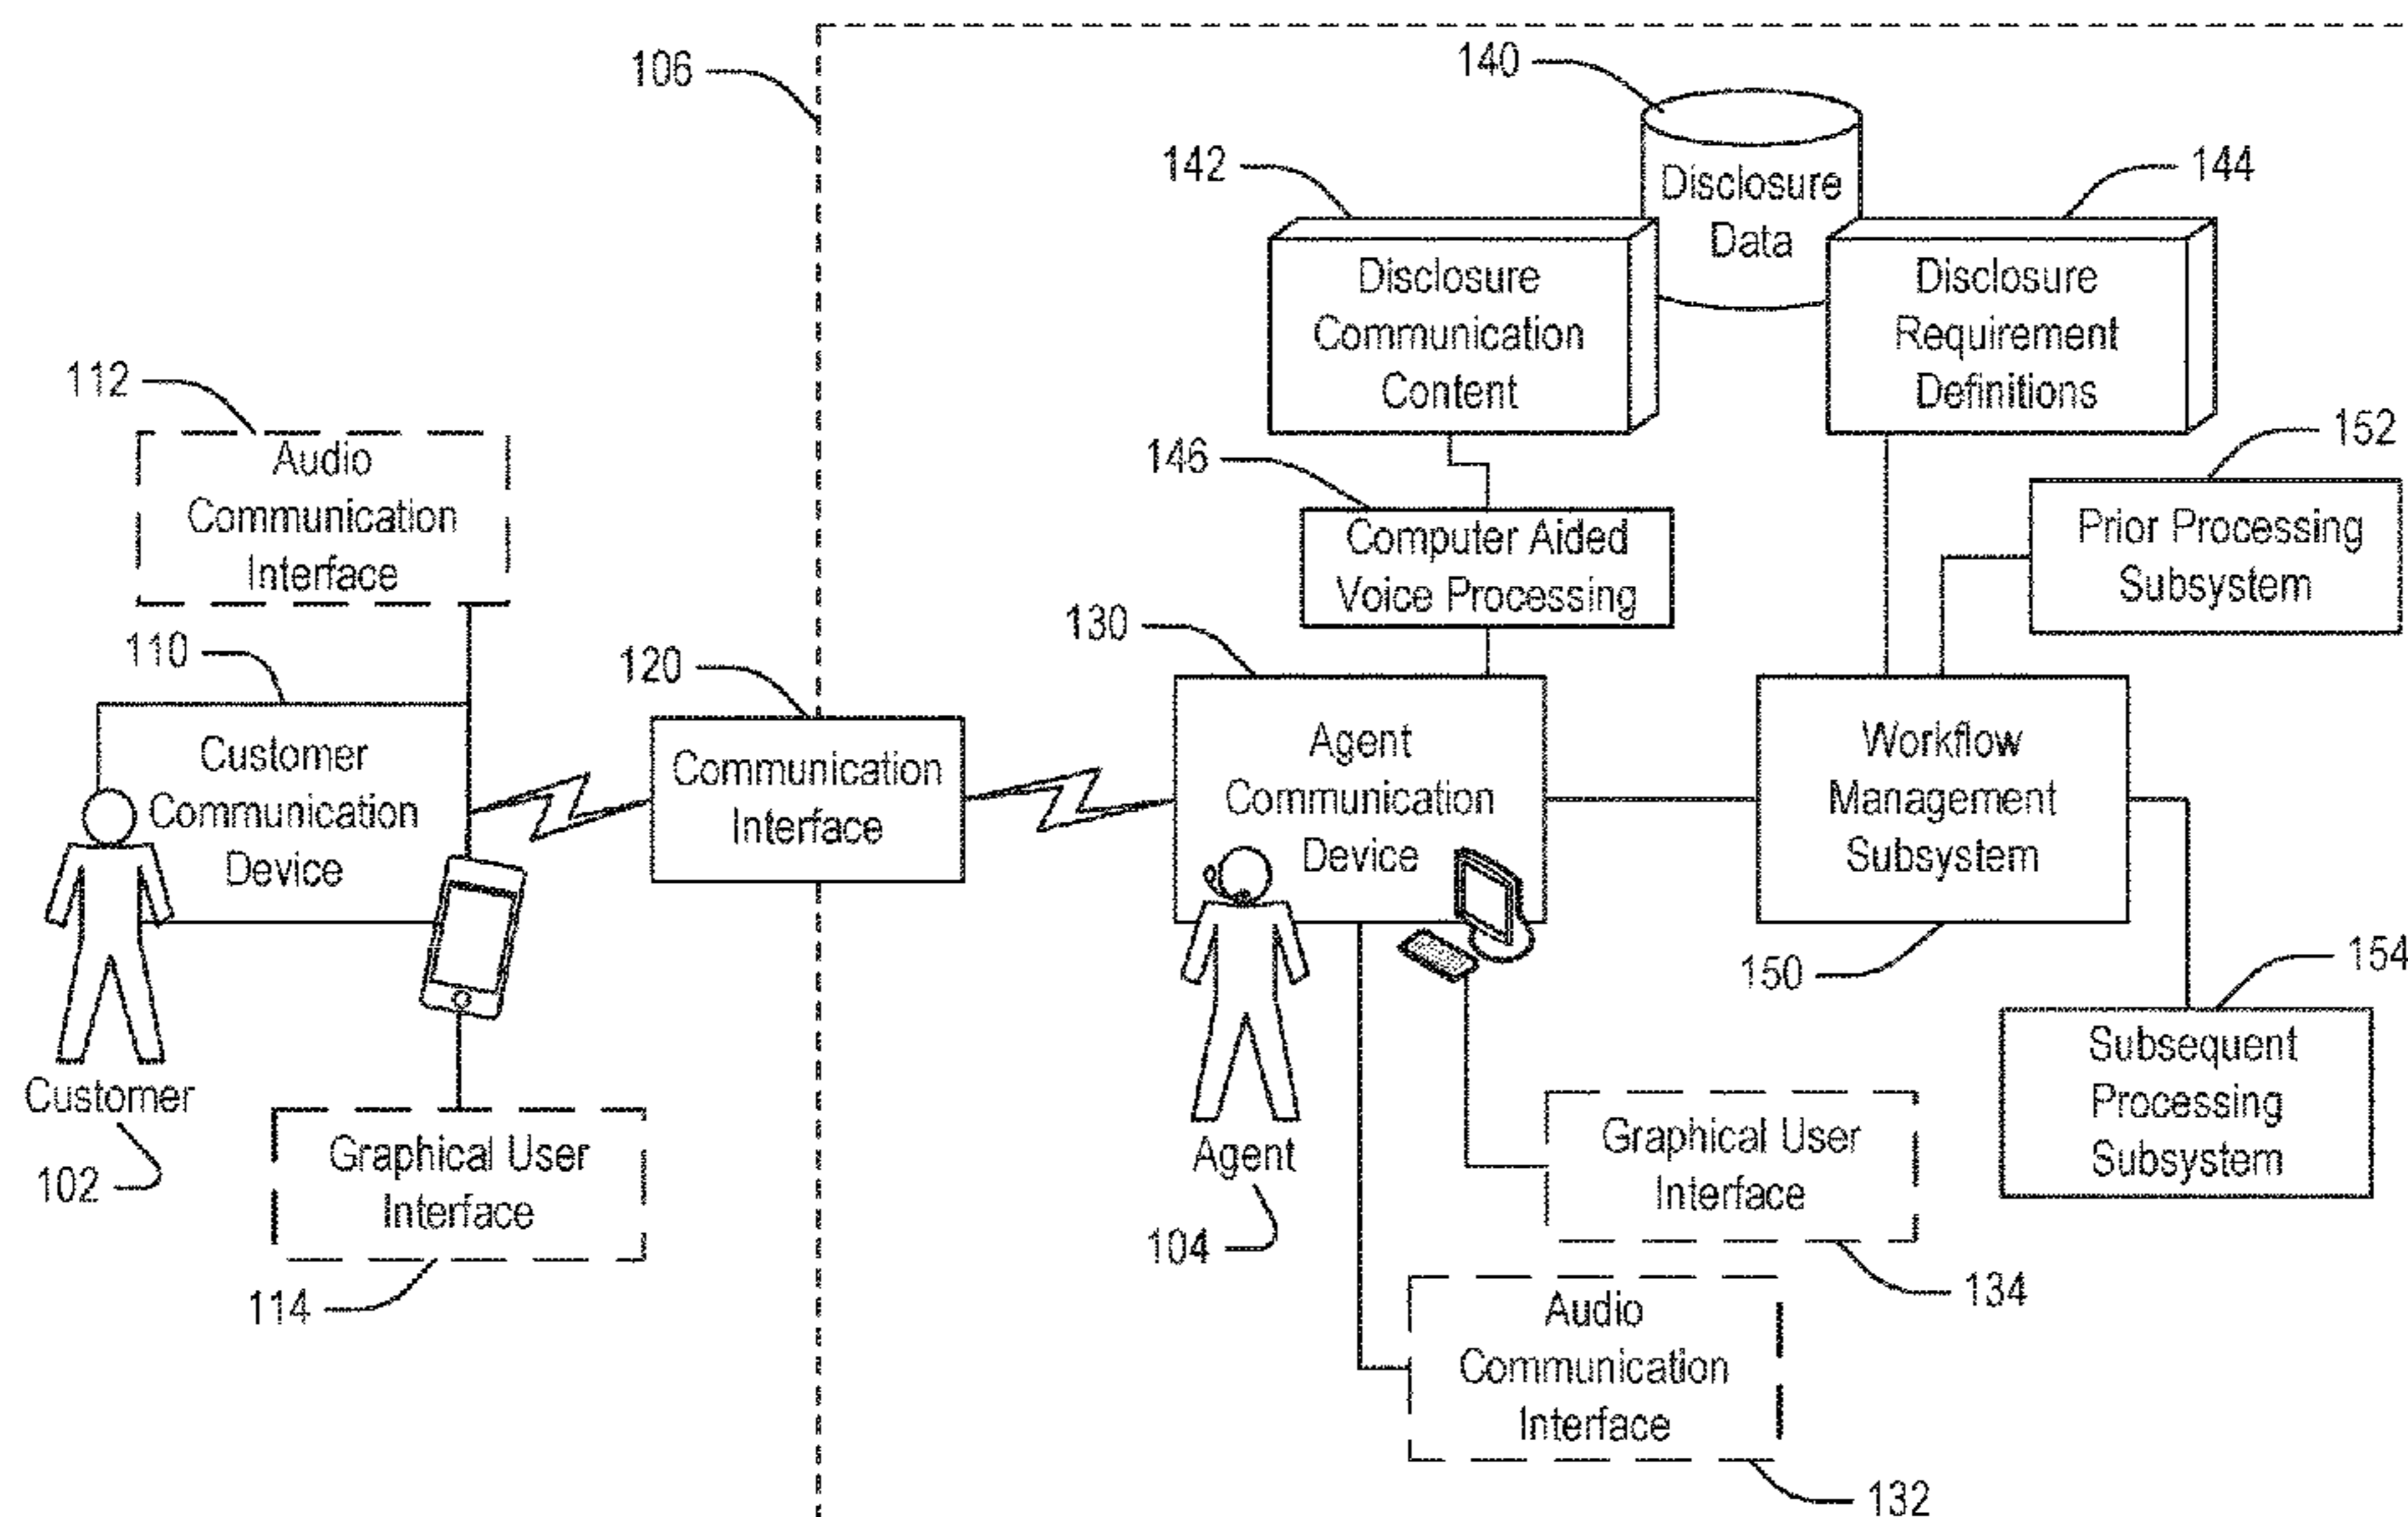 106
140
142
Disclosure
Data
144
Disclosure
Communication
Content
Disclosure
Requirement
Definitions
112
Audio
Communication
Interface
146
Computer Aided
Voice Processing
152
Prior Processing
Subsystem
110
Customer
Communication
Device
120
Communication
Interface
130
Agent
Communication
Device
Workflow
Management
Subsystem
150
154
Subsequent
Processing
Subsystem
Customer
102
Graphical User
Interface
114
Agent
104
Graphical User
Interface
134
Audio
Communication
Interface
132